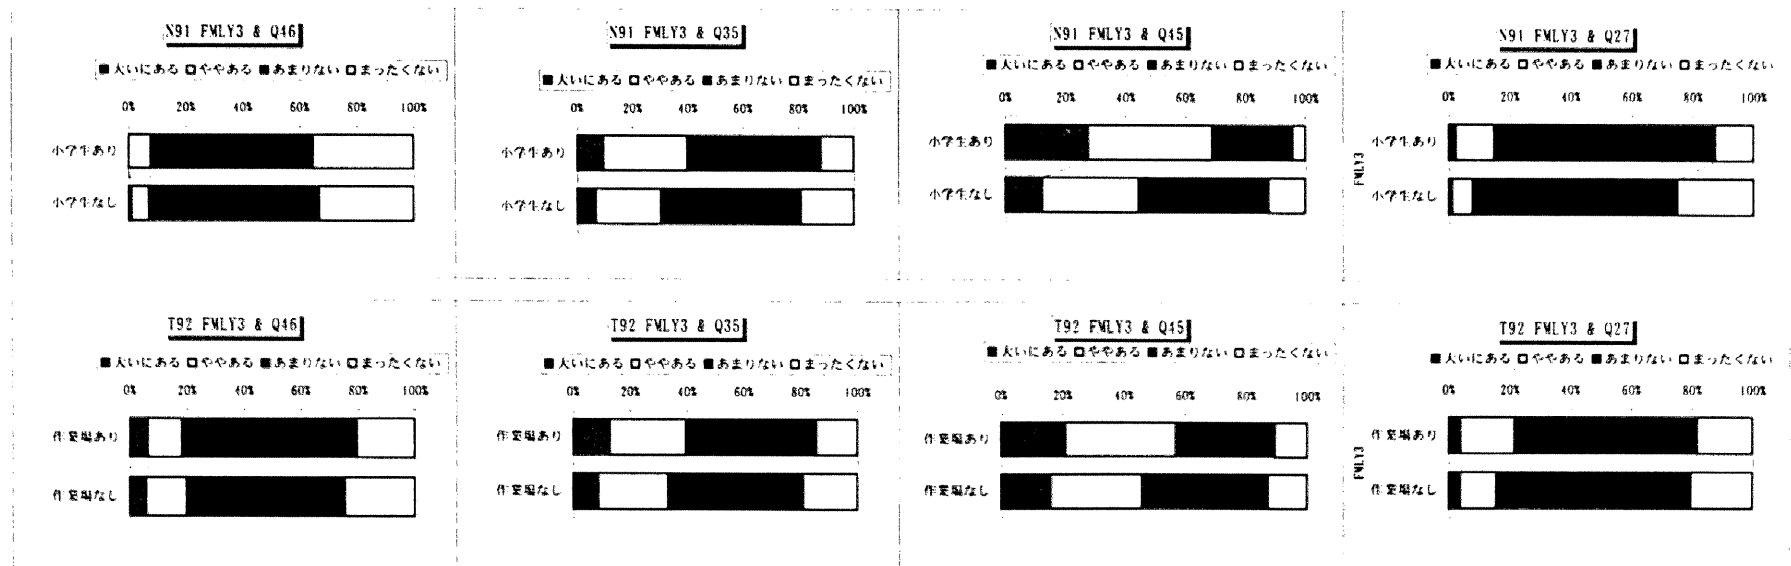 N91 FMLY3 & Q46
■大いにある□ややある■あまりない□まったくない
0% 20% 40% 60% 80% 100%
小学生あり
小学生なし
N91 FMLY3 & Q35
■大いにある□ややある■あまりない□まったくない
0% 20% 40% 60% 80% 100%
小学生あり
小学生なし
N91 FMLY3 & Q45
■大いにある□ややある■あまりない□まったくない
0% 20% 40% 60% 80% 100%
小学生あり
小学生なし
N91 FMLY3 & Q27
■大いにある□ややある■あまりない□まったくない
0% 20% 40% 60% 80% 100%
FMLY3
小学生あり
小学生なし
T92 FMLY3 & Q46
■大いにある□ややある■あまりない□まったくない
0% 20% 40% 60% 80% 100%
作業場あり
作業場なし
T92 FMLY3 & Q35
■大いにある□ややある■あまりない□まったくない
0% 20% 40% 60% 80% 100%
作業場あり
作業場なし
T92 FMLY3 & Q45
■大いにある□ややある■あまりない□まったくない
0% 20% 40% 60% 80% 100%
作業場あり
作業場なし
T92 FMLY3 & Q27
■大いにある□ややある■あまりない□まったくない
0% 20% 40% 60% 80% 100%
FMLY3
作業場あり
作業場なし